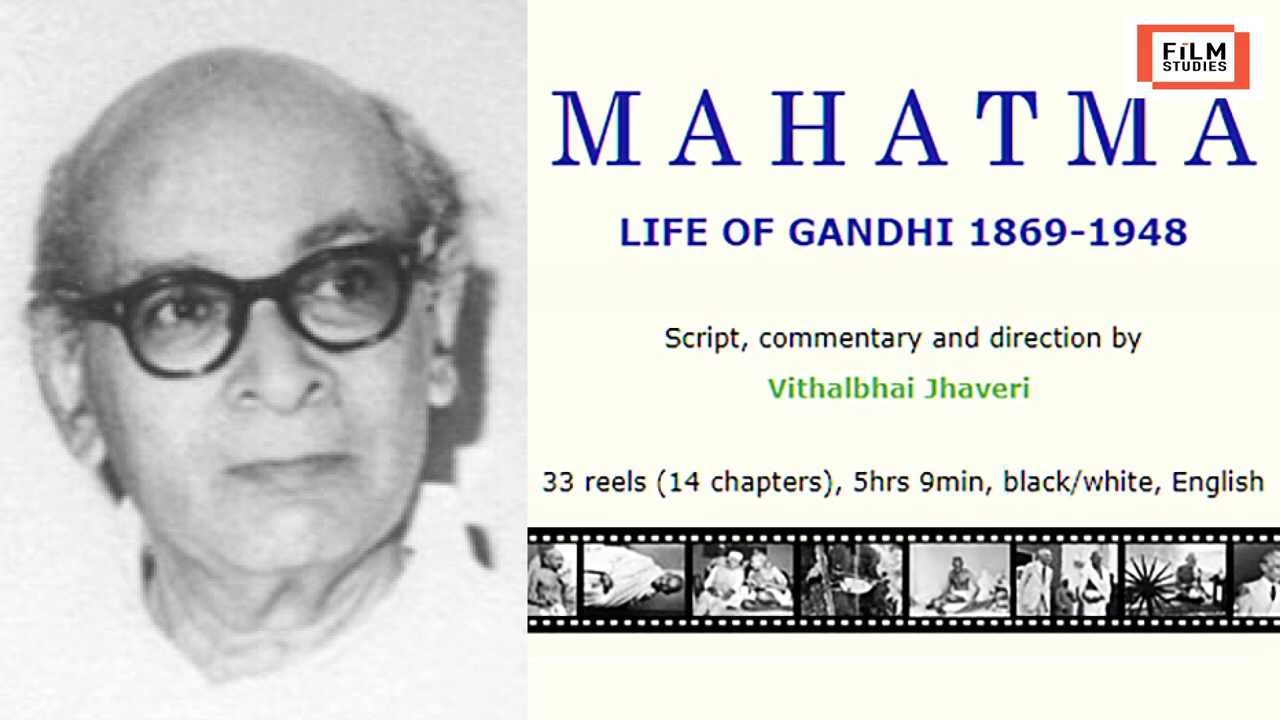 FiLM
STUDIES
MAHATMA
LIFE OF GANDHI 1869-1948
Script, commentary and direction by
Vithalbhai Jhaveri
33 reels (14 chapters), 5hrs 9min, black/white, English